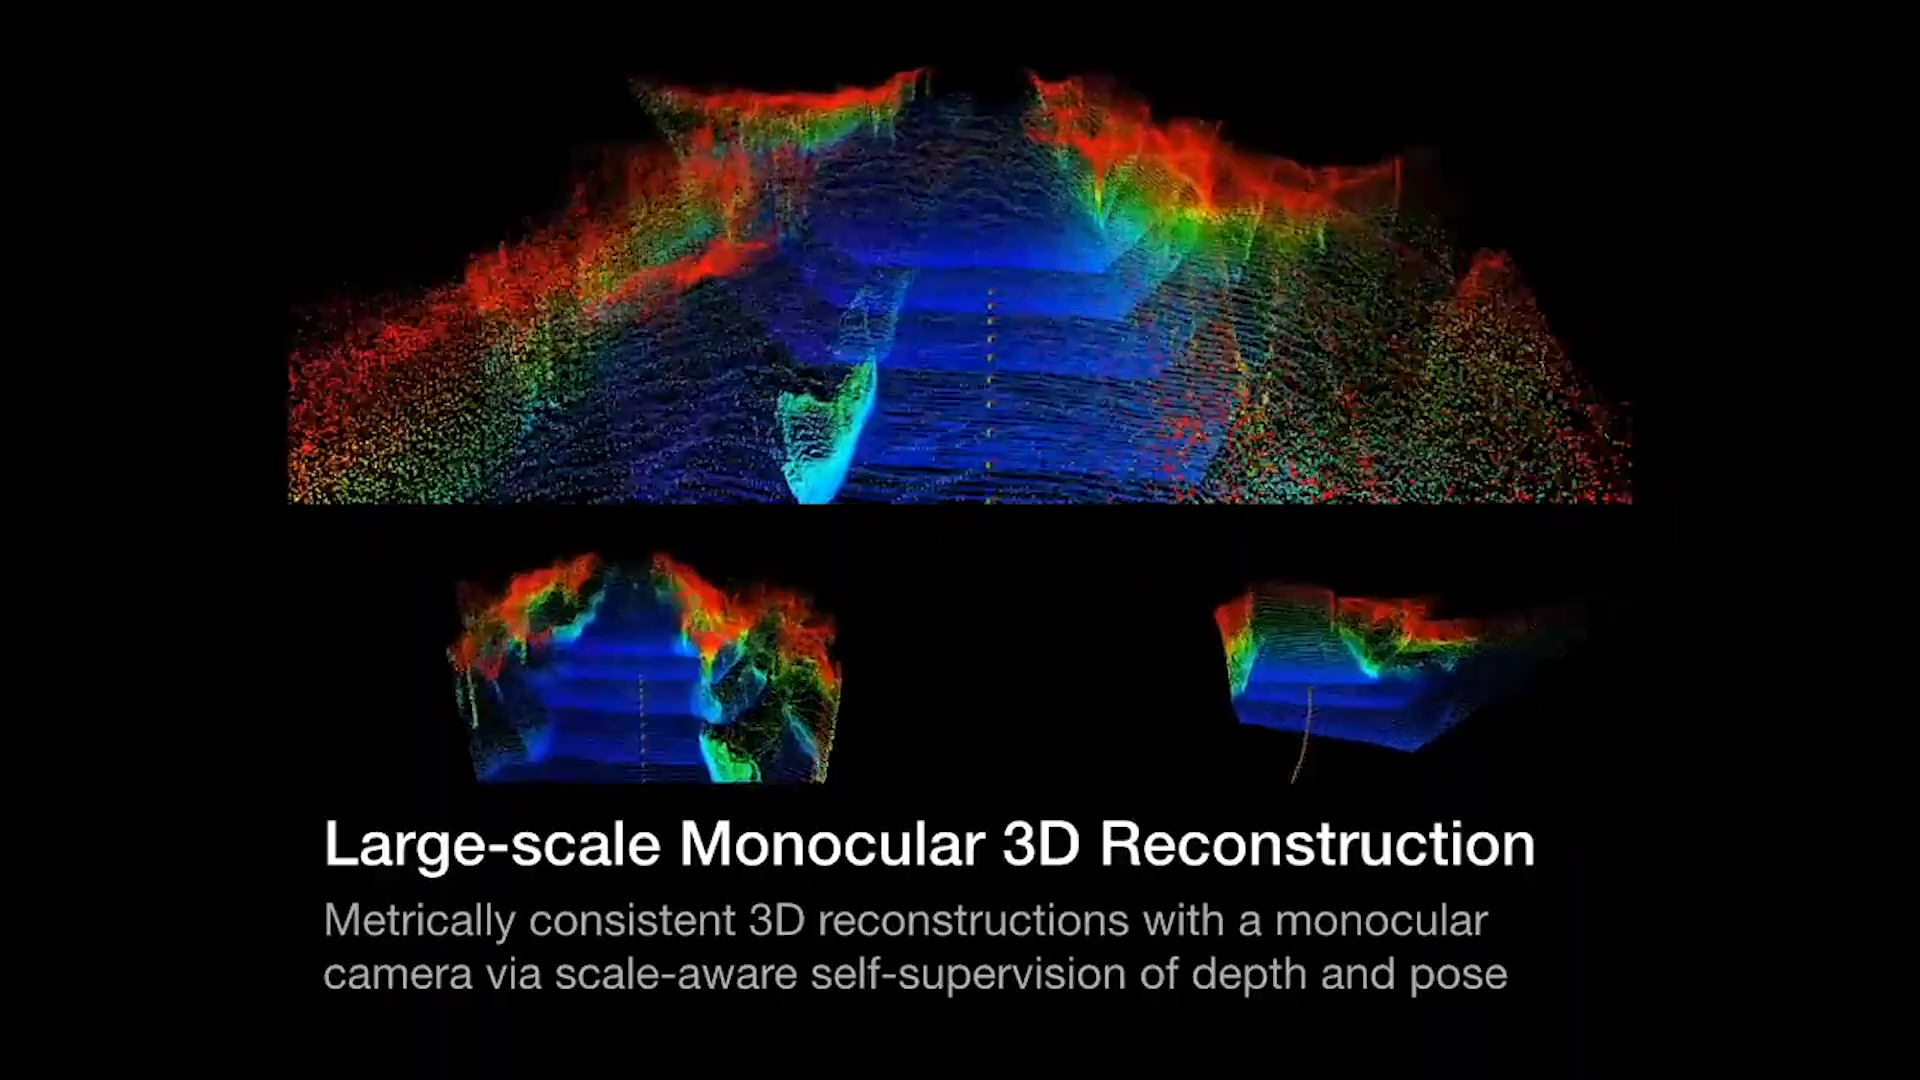 Large-scale Monocular 3D Reconstruction
Metrically consistent 3D reconstructions with a monocular
camera via scale-aware self-supervision of depth and pose